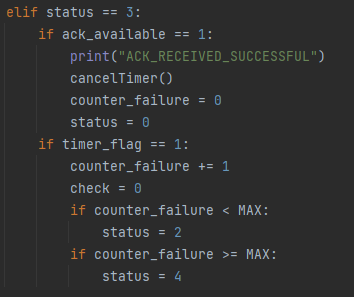 elif status == 3:
    if ack_available == 1:
        print("ACK_RECEIVED_SUCCESSFUL")
        cancelTimer()
        counter_failure = 0
        status = 0
    if timer_flag == 1:
        counter_failure += 1
        check = 0
        if counter_failure < MAX:
            status = 2
        if counter_failure >= MAX:
            status = 4